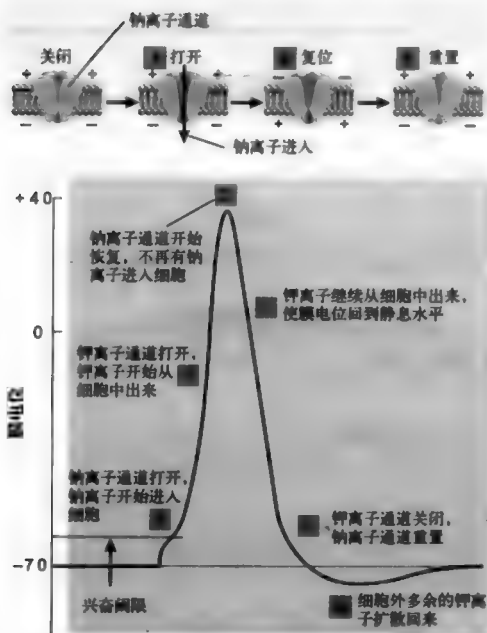 钠离子通道
关闭
打开
复位
重置
+ + + + - - + +
- - - - + + - -
钠离子进入
+40
钠离子通道开始
恢复，不再有钠
离子进入细胞
钾离子继续从细胞中出来，
使膜电位回到静息水平
0
钾离子通道打开，
钾离子开始从
细胞中出来
膜电位
钠离子通道打开，
钠离子开始进入
细胞
钾离子通道关闭，
钠离子通道重置
-70
兴奋阈限
细胞外多余的钾离
子扩散回来